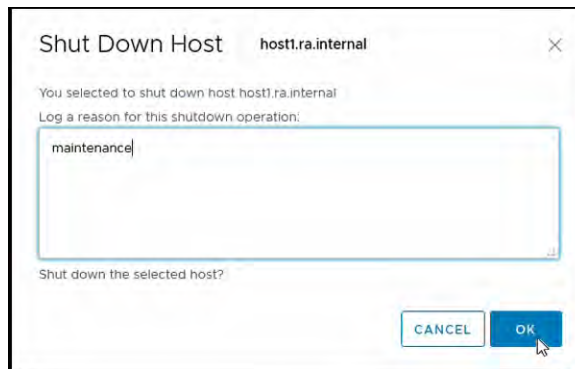 Shut Down Host host1.ra.internal
You selected to shut down host host1.ra.internal
Log a reason for this shutdown operation:
maintenance
Shut down the selected host?
CANCEL OK